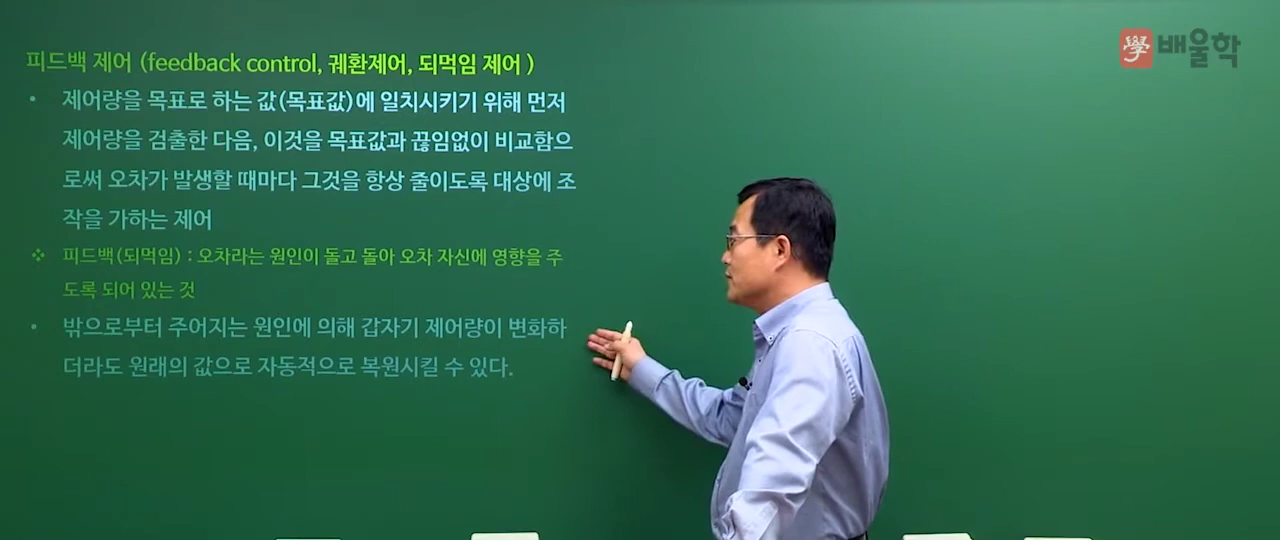 學 배울학
피드백 제어 (feedback control, 궤환제어, 되먹임 제어 )
• 제어량을 목표로 하는 값(목표값)에 일치시키기 위해 먼저
제어량을 검출한 다음, 이것을 목표값과 끊임없이 비교함으
로써 오차가 발생할 때마다 그것을 항상 줄이도록 대상에 조
작을 가하는 제어
❖ 피드백(되먹임) : 오차라는 원인이 돌고 돌아 오차 자신에 영향을 주
도록 되어 있는 것
• 밖으로부터 주어지는 원인에 의해 갑자기 제어량이 변화하
더라도 원래의 값으로 자동적으로 복원시킬 수 있다.